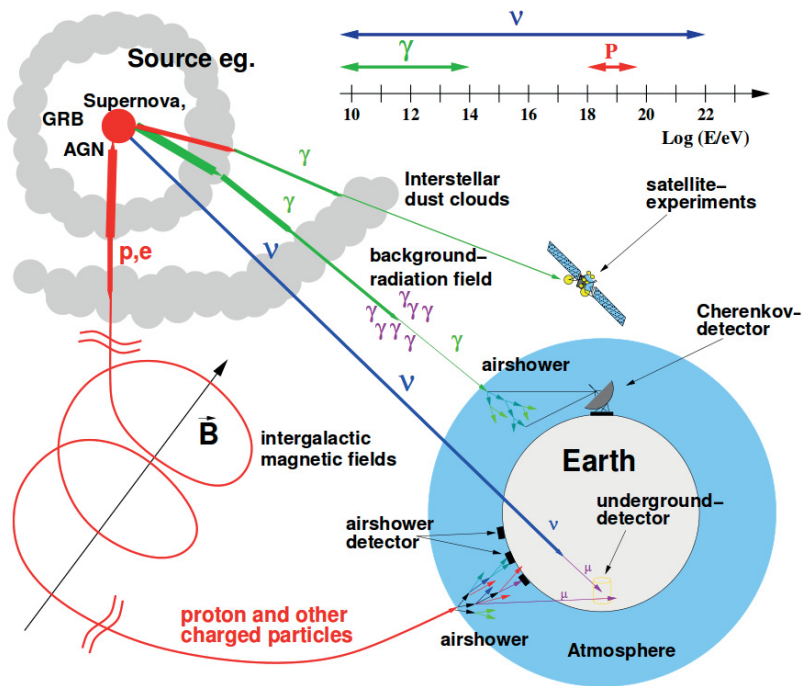 ν
γ
P
10 12 14 16 18 20 22
Log (E/eV)
Source eg.
Supernova,
GRB
AGN
γ
Interstellar
dust clouds
satellite–
experiments
γ
p,e
ν
background–
radiation field
γγγγ
γγγ
γ
Cherenkov–
detector
ν
airshower
B
intergalactic
magnetic fields
Earth
underground–
detector
airshower
detector
ν
μ
μ
proton and other
charged particles
airshower
Atmosphere